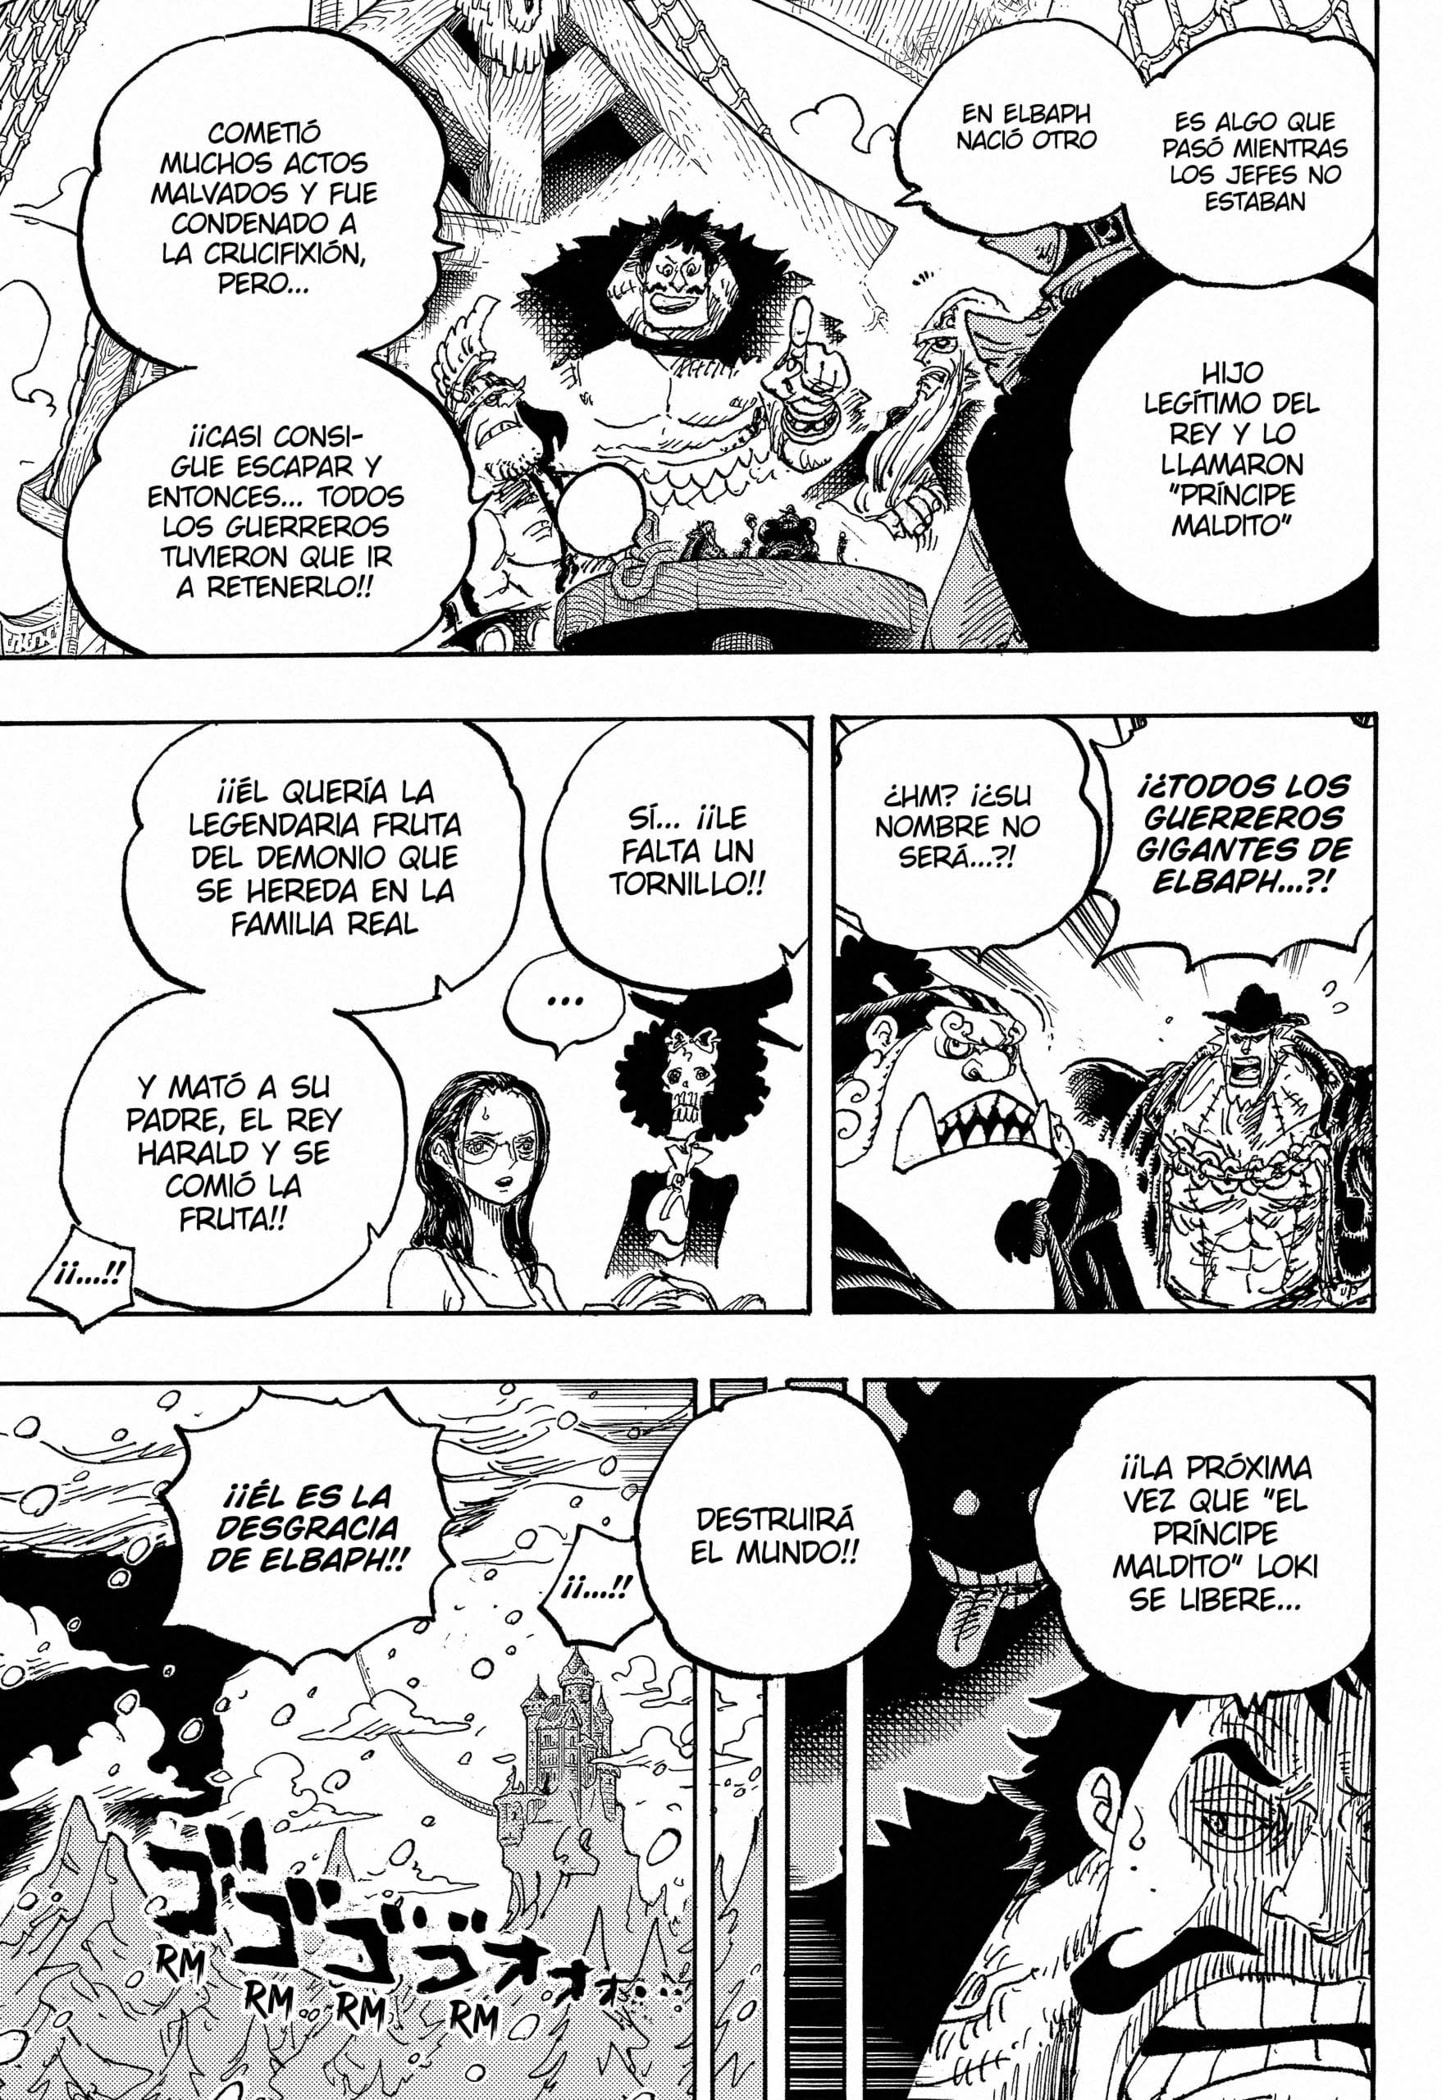 ES ALGO QUE
PASÓ MIENTRAS
LOS JEFES NO
ESTABAN
EN ELBAPH
NACIÓ OTRO
HIJO
LEGÍTIMO DEL
REY Y LO
LLAMARON
"PRÍNCIPE
MALDITO"
COMETIÓ
MUCHOS ACTOS
MALVADOS Y FUE
CONDENADO A
LA CRUCIFIXIÓN,
PERO...
¡¡CASI CONSI-
GUE ESCAPAR Y
ENTONCES... TODOS
LOS GUERREROS
TUVIERON QUE IR
A RETENERLO!!
¡¿TODOS LOS
GUERREROS
GIGANTES DE
ELBAPH...?!
¿HM? ¡¿SU
NOMBRE NO
SERÁ...?!
SÍ... ¡¡LE
FALTA UN
TORNILLO!!
...
¡¡ÉL QUERÍA LA
LEGENDARIA FRUTA
DEL DEMONIO QUE
SE HEREDA EN LA
FAMILIA REAL
Y MATÓ A SU
PADRE, EL REY
HARALD Y SE
COMIÓ LA
FRUTA!!
¡¡...!!
¡¡LA PRÓXIMA
VEZ QUE "EL
PRÍNCIPE
MALDITO" LOKI
SE LIBERE...
DESTRUIRÁ
EL MUNDO!!
¡¡...!!
¡¡ÉL ES LA
DESGRACIA
DE ELBAPH!!
ゴゴゴゴォォォ...
RM
RM
RM
RM